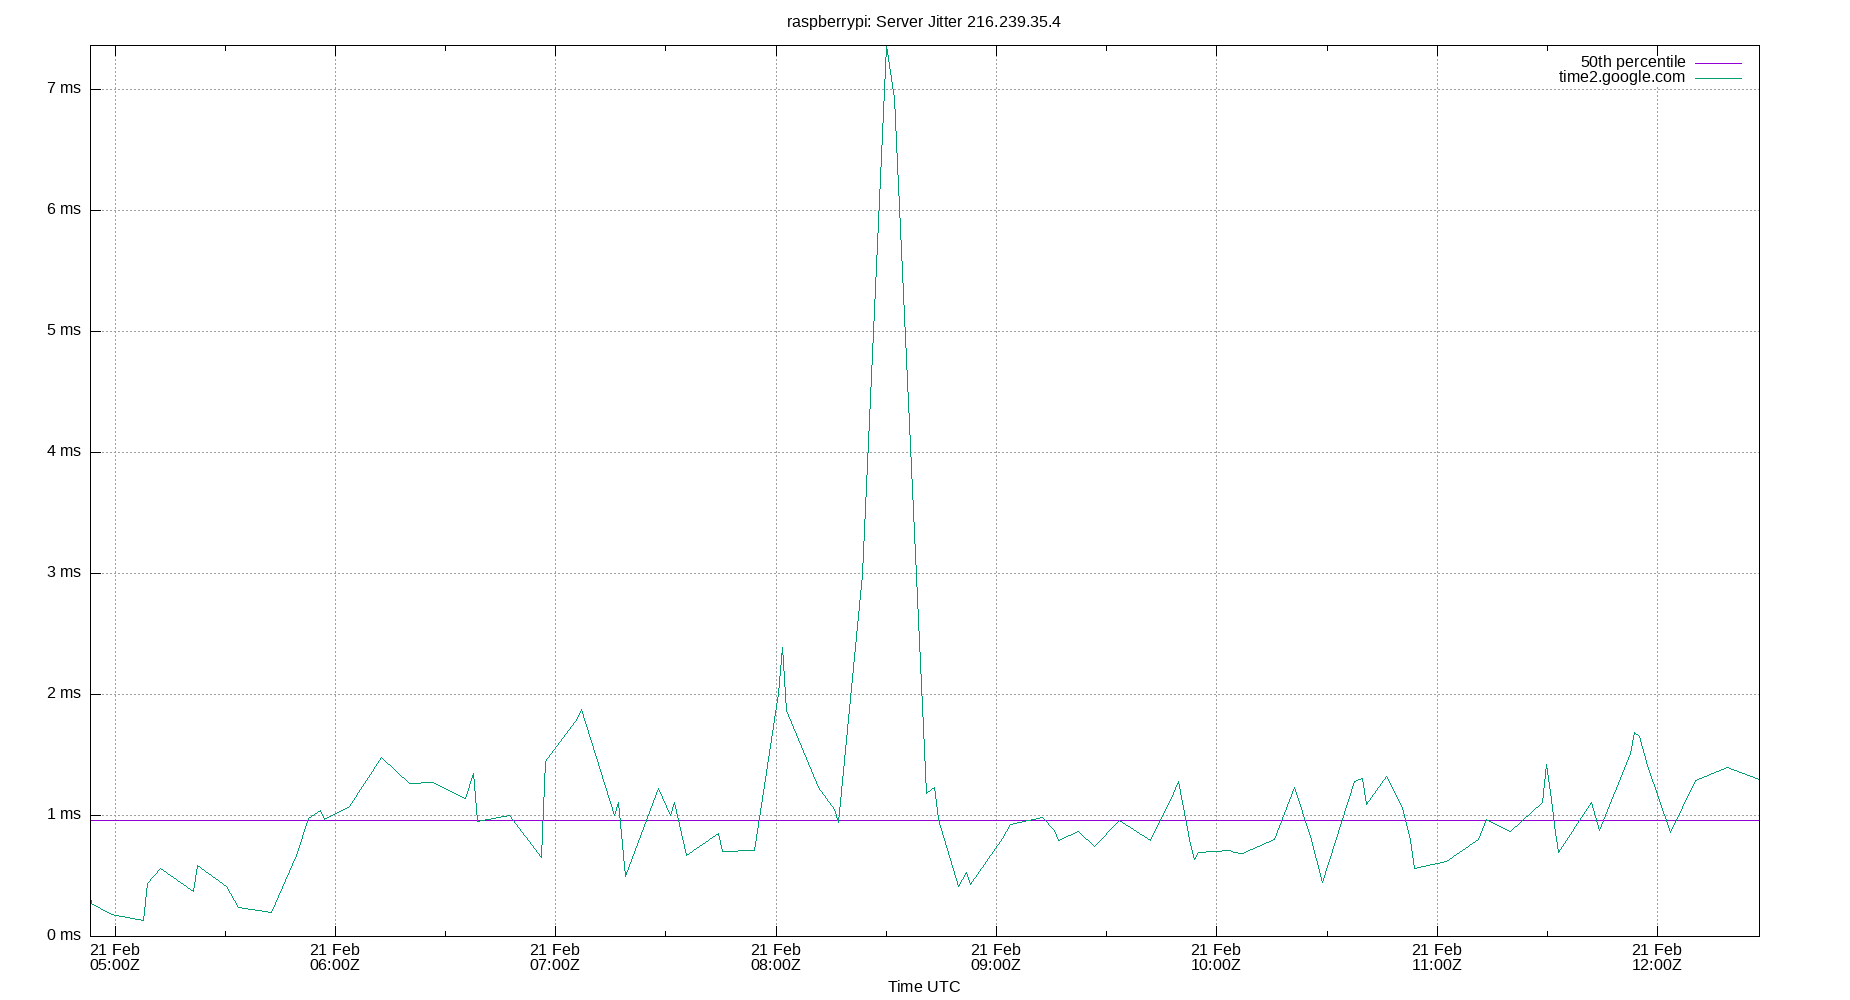 raspberrypi: Server Jitter 216.239.35.4
50th percentile
time2.google.com
7 ms
6 ms
5 ms
4 ms
3 ms
2 ms
1 ms
0 ms
21 Feb 21 Feb 21 Feb 21 Feb 21 Feb 21 Feb 21 Feb 21 Feb
05:00Z 06:00Z 07:00Z 08:00Z 09:00Z 10:00Z 11:00Z 12:00Z
Time UTC